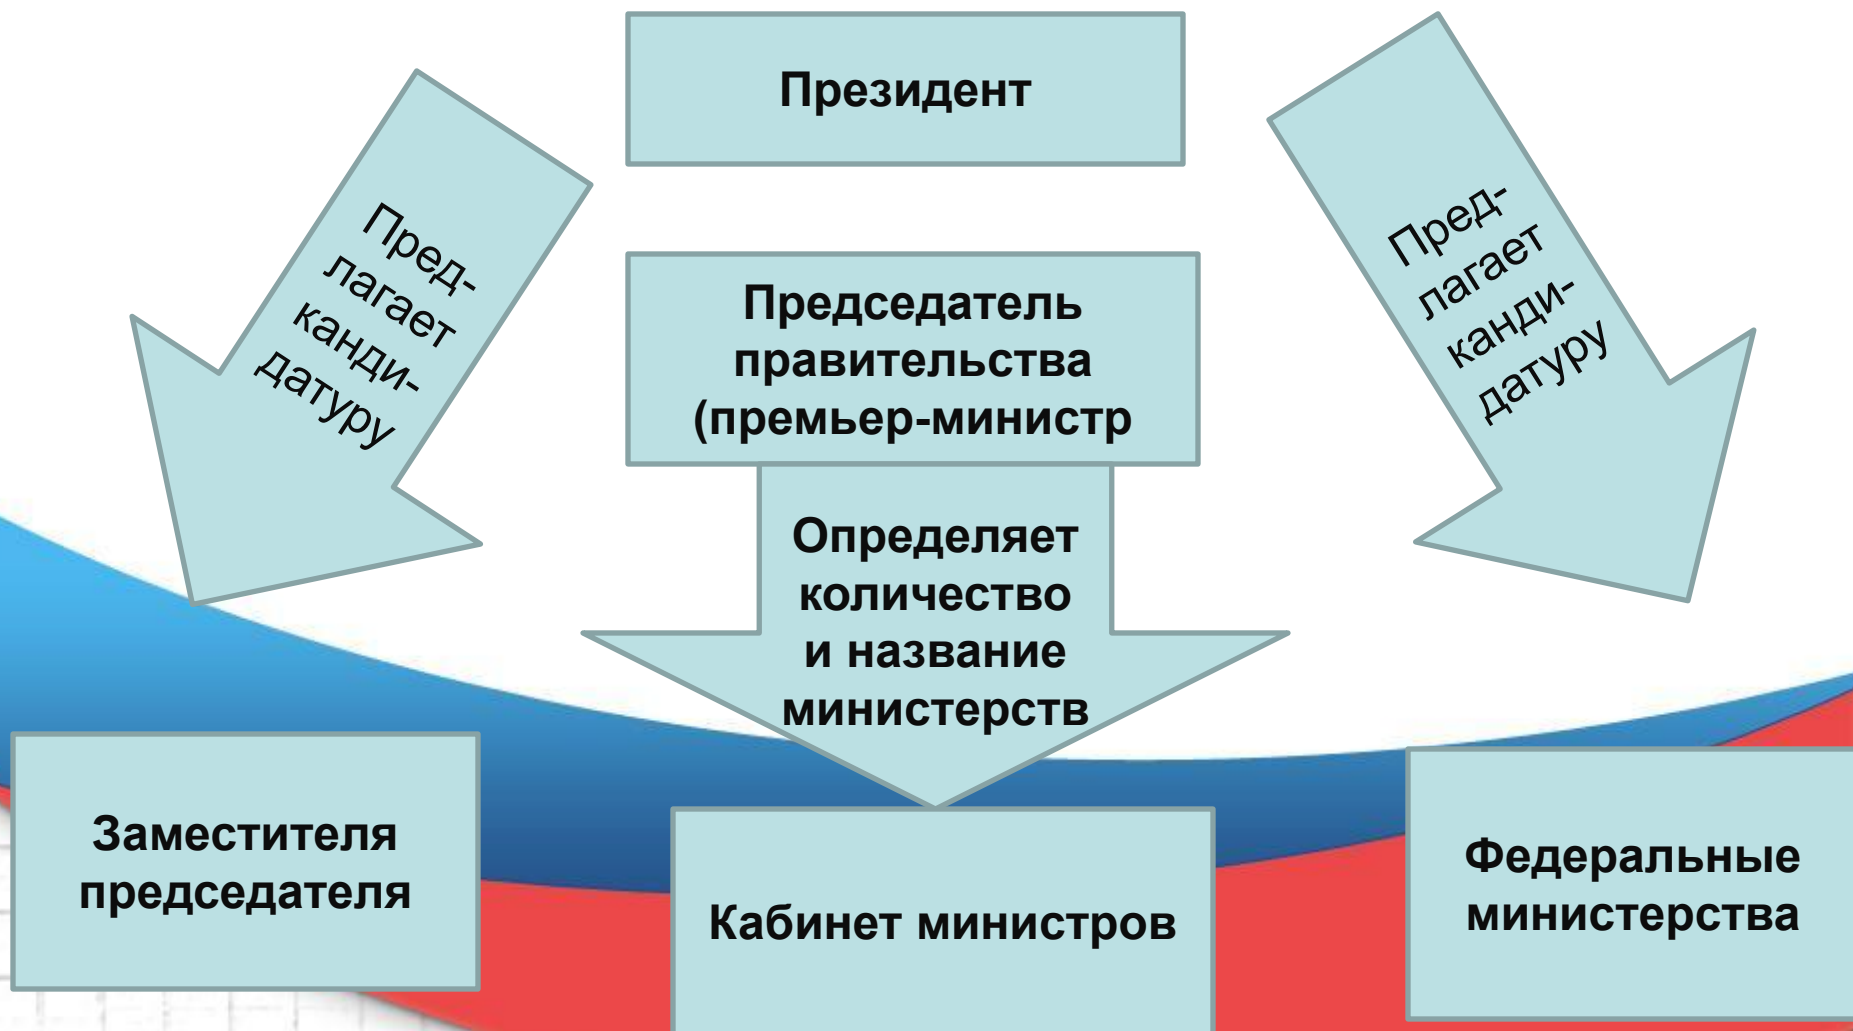 Президент
Пред-
лагает
канди-
датуру
Председатель
правительства
(премьер-министр
Пред-
лагает
канди-
датуру
Определяет
количество
и название
министерств
Заместителя
председателя
Кабинет министров
Федеральные
министерства